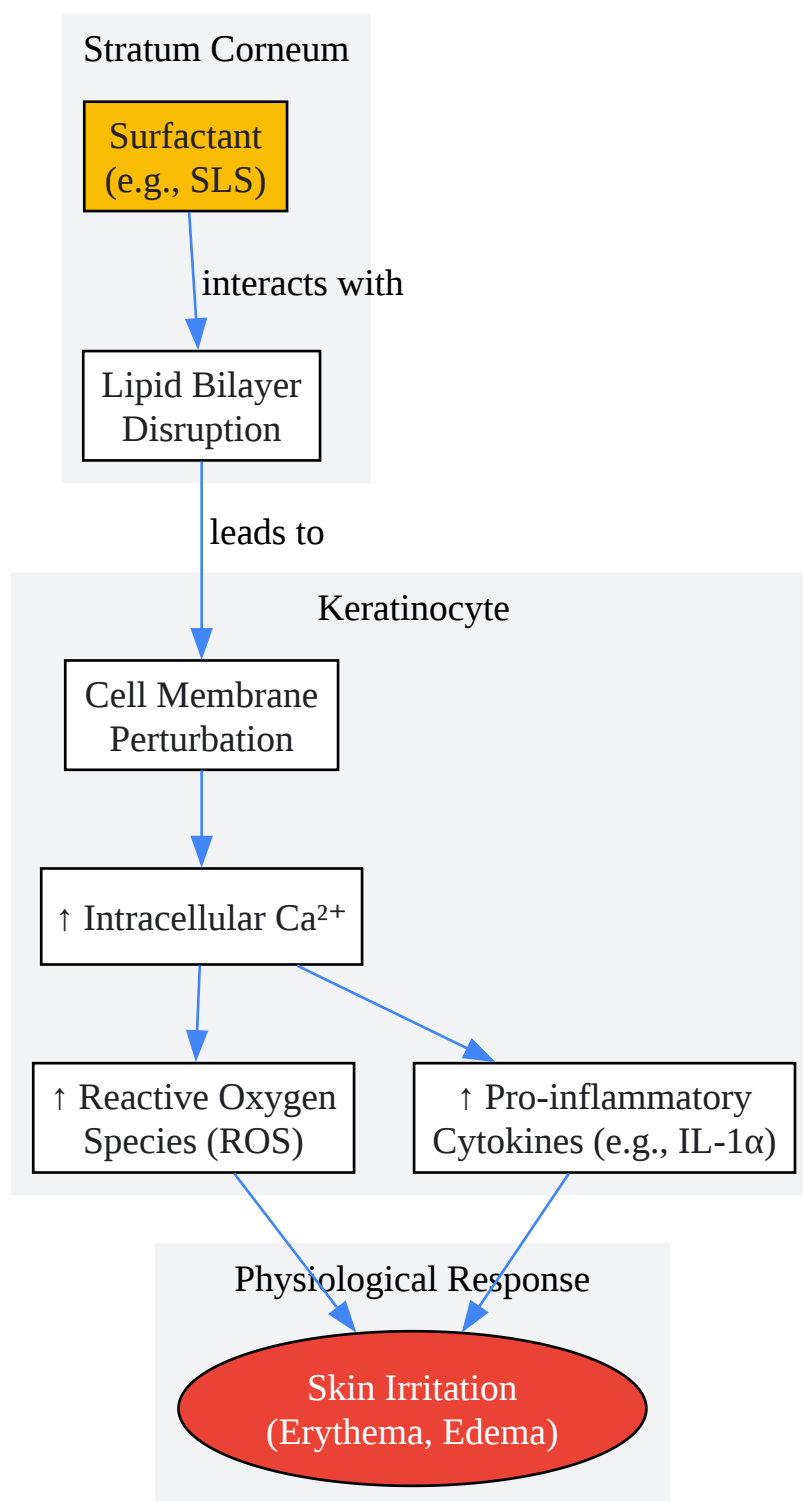 Stratum Corneum
Surfactant
(e.g., SLS)
interacts with
Lipid Bilayer
Disruption
leads to
Keratinocyte
Cell Membrane
Perturbation
↑ Intracellular Ca²⁺
↑ Reactive Oxygen
Species (ROS)
↑ Pro-inflammatory
Cytokines (e.g., IL-1α)
Physiological Response
Skin Irritation
(Erythema, Edema)